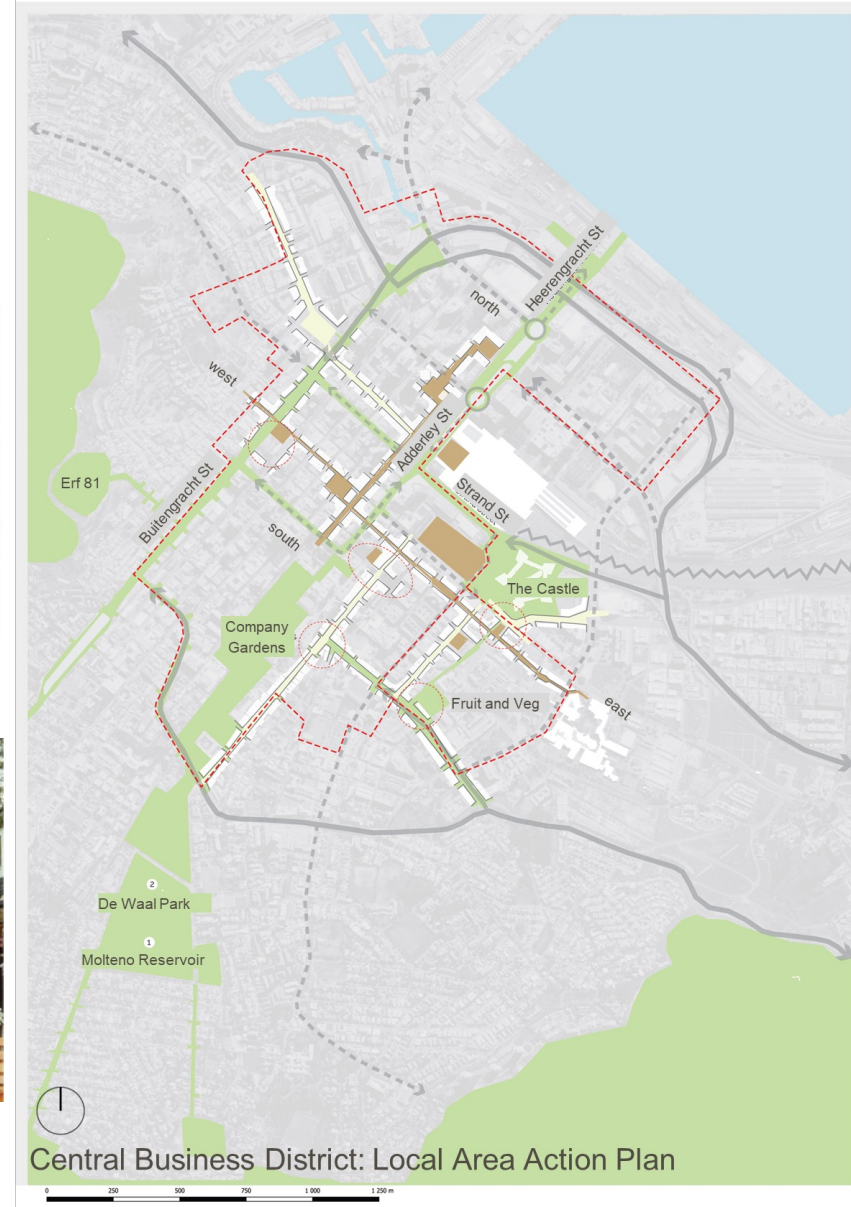 Heerengracht St
north
west
Adderley St
Erf 81
Buitengracht St
Strand St
south
The Castle
Company
Gardens
Fruit and Veg
east
2
De Waal Park
1
Molteno Reservoir
Central Business District: Local Area Action Plan
0 250 500 750 1 000 1 250 m